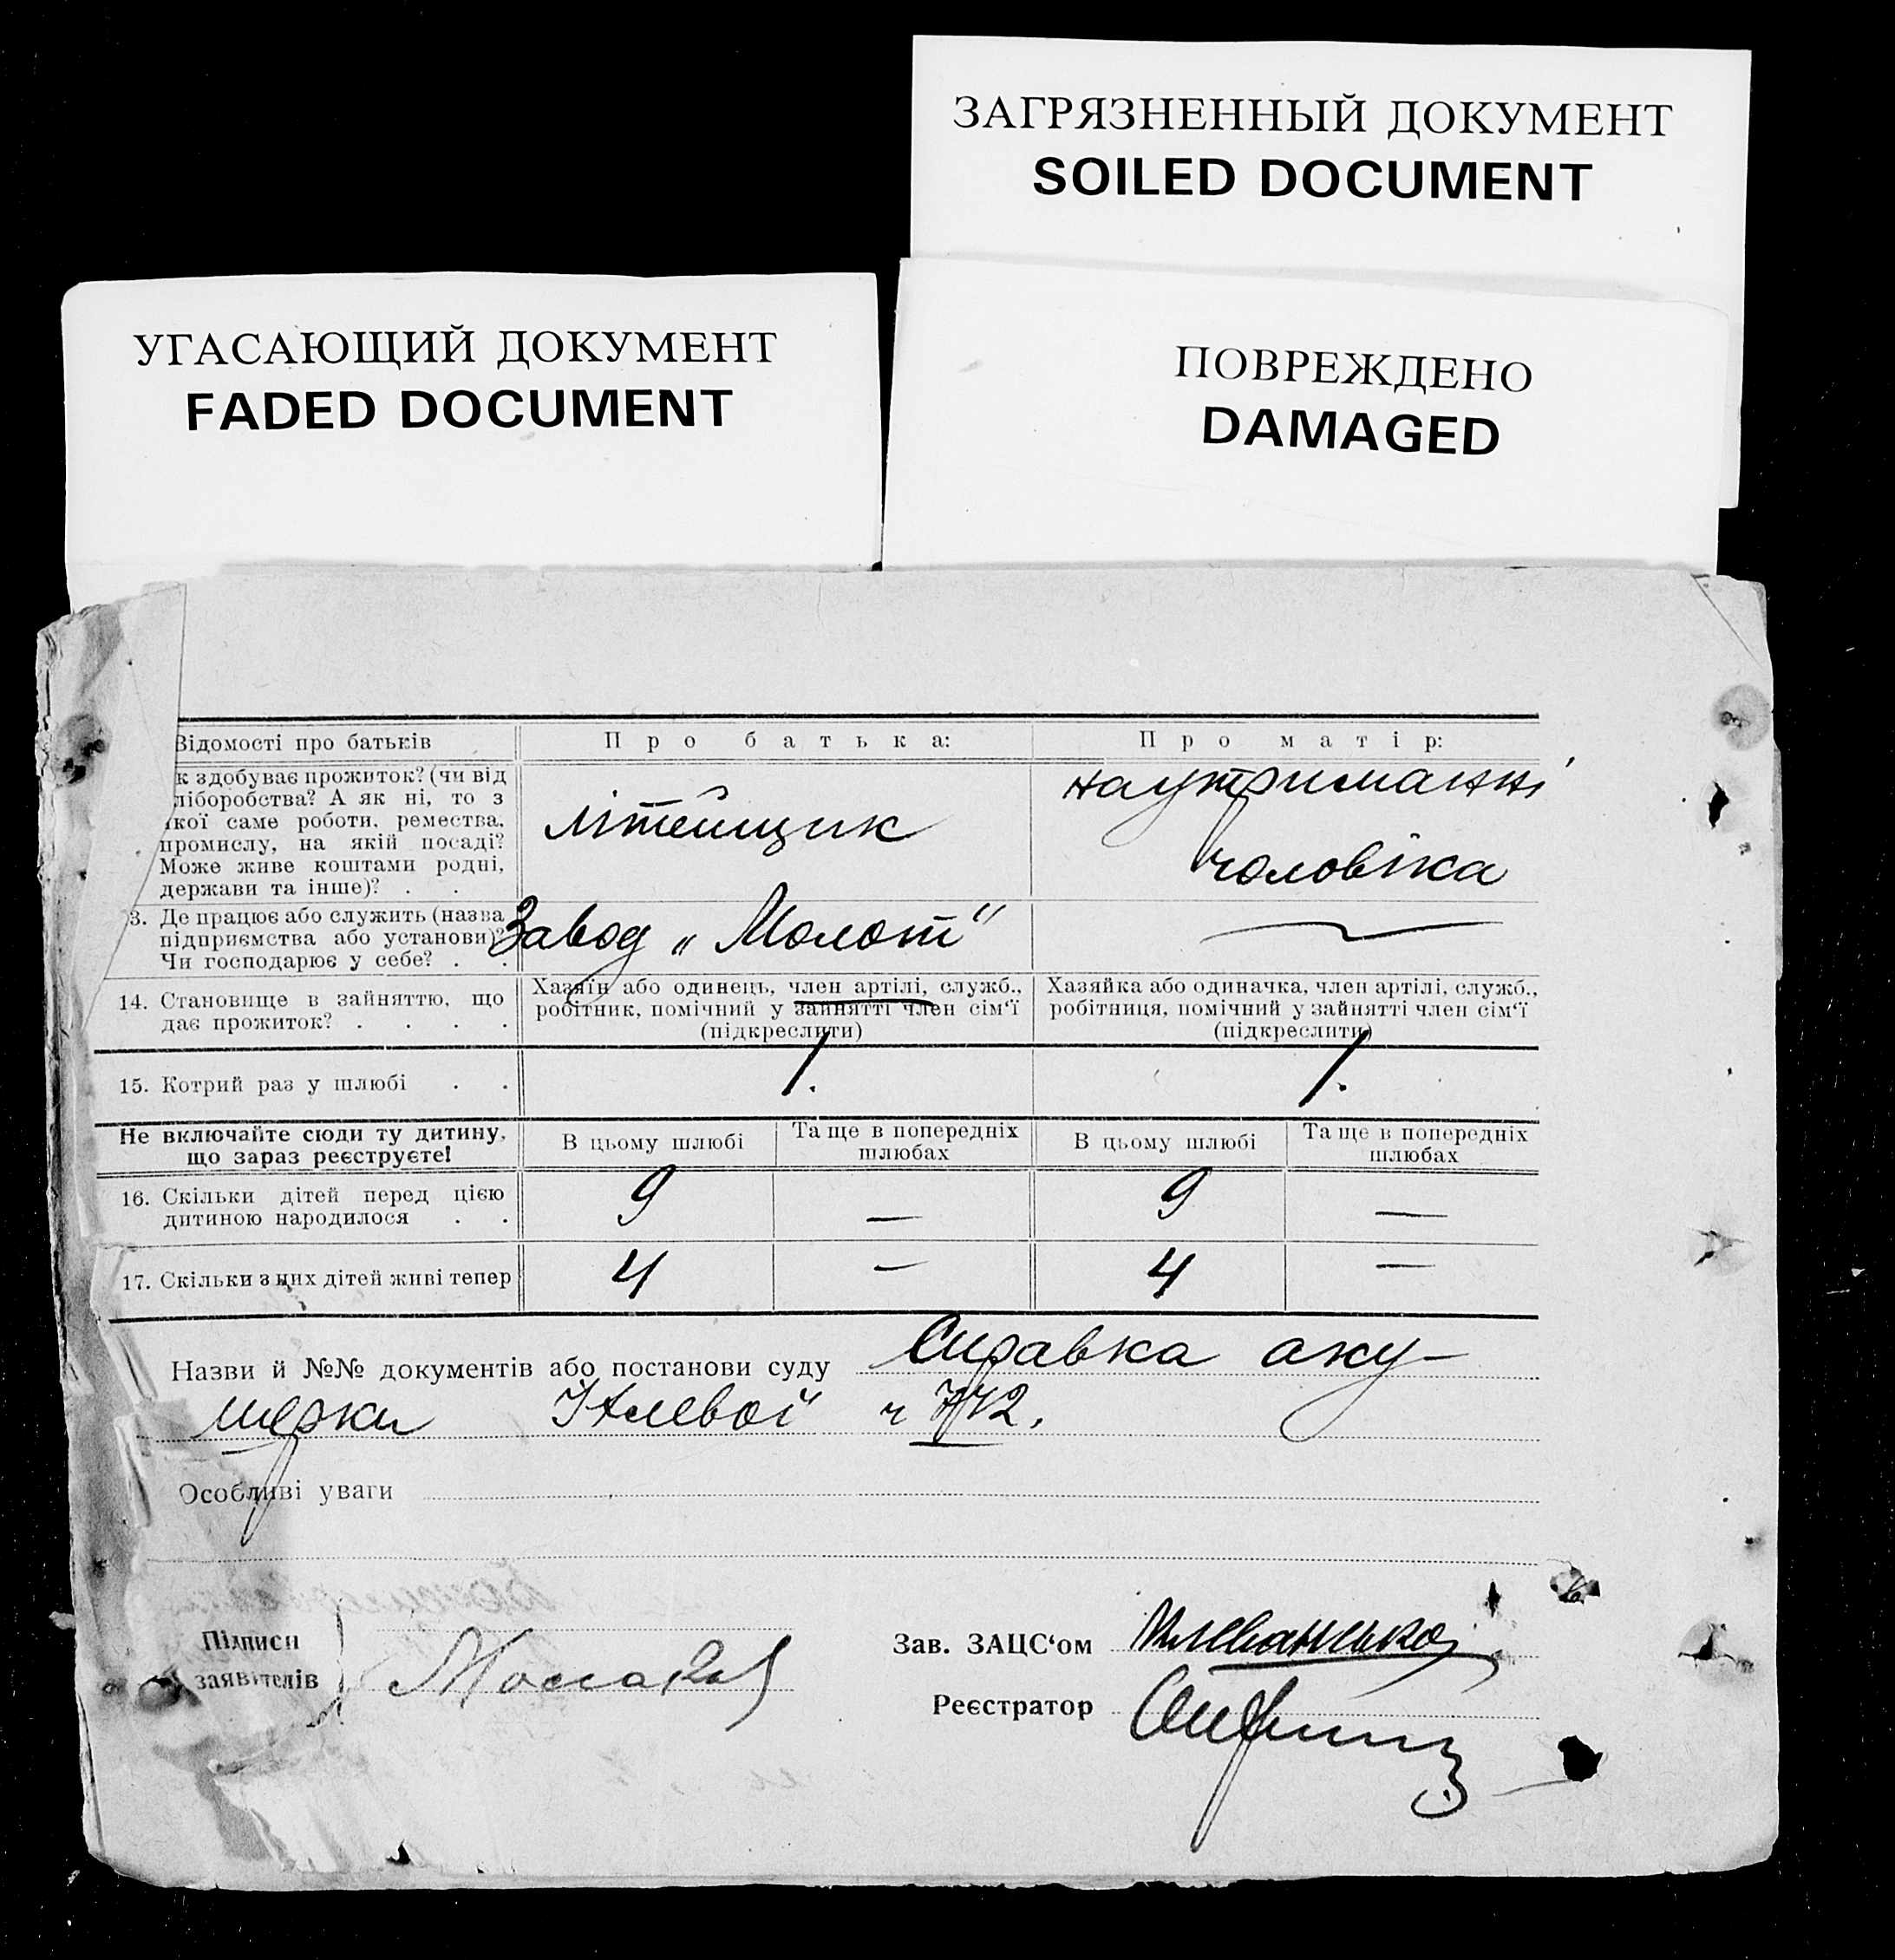 ЗАГРЯЗНЕННЫЙ ДОКУМЕНТ
SOILED DOCUMENT
УГАСАЮЩИЙ ДОКУМЕНТ
FADED DOCUMENT
ПОВРЕЖДЕНО
DAMAGED
Відомості про батьків
Про батька:
Про матір:
к здобуває прожиток? (чи від
ліборобства? А як ні, то з
кої саме роботи, ремества,
промислу, на якій посаді?
Може живе коштами родні,
держави та інше)? . .
літейщик
на утриманні
чоловіка
3. Де працює або служить (назва
підприємства або установи)?
Чи господарює у себе? . .
Завод „Молот"
14. Становище в зайняттю, що
дає прожиток? . . . .
Хазяїн або одинець, член артілі, служб.,
робітник, помічний у зайнятті член сім'ї
(підкреслити)
Хазяйка або одиначка, член артілі, служб.,
робітниця, помічний у зайнятті член сім'ї
(підкреслити)
15. Котрий раз у шлюбі . .
1.
1.
Не включайте сюди ту дитину,
що зараз реєструєте!
В цьому шлюбі
Та ще в попередніх
шлюбах
В цьому шлюбі
Та ще в попередніх
шлюбах
16. Скільки дітей перед цією
дитиною народилося . .
9
—
9
—
17. Скільки з цих дітей живі тепер
4
—
4
—
Назви й №№ документів або постанови суду Справка аку-
шерки
Особливі уваги
Підписи
заявітелів
Зав. ЗАЦС'ом
Реєстратор